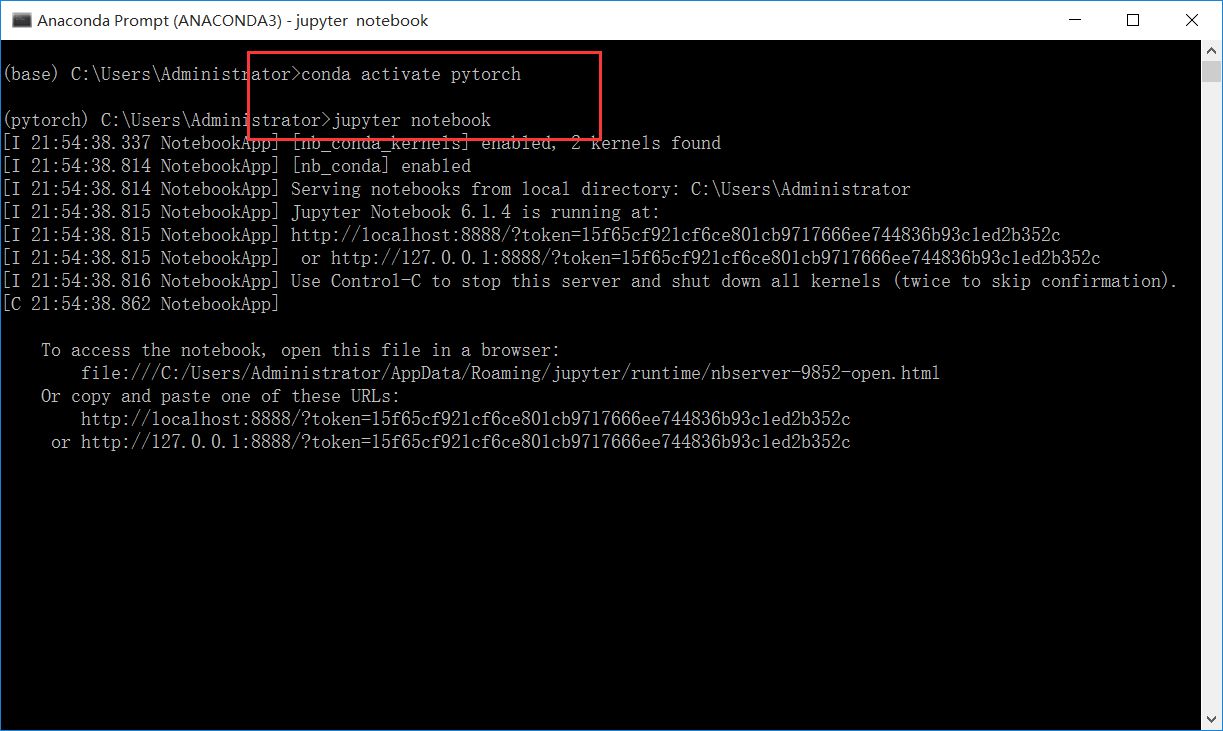 Anaconda Prompt (ANACONDA3) - jupyter notebook
(base) C:\Users\Administrator>conda activate pytorch
(pytorch) C:\Users\Administrator>jupyter notebook
[I 21:54:38.337 NotebookApp] [nb_conda_kernels] enabled, 2 kernels found
[I 21:54:38.814 NotebookApp] [nb_conda] enabled
[I 21:54:38.814 NotebookApp] Serving notebooks from local directory: C:\Users\Administrator
[I 21:54:38.815 NotebookApp] Jupyter Notebook 6.1.4 is running at:
[I 21:54:38.815 NotebookApp] http://localhost:8888/?token=15f65cf921cf6ce801cb9717666ee744836b93c1ed2b352c
[I 21:54:38.815 NotebookApp]  or http://127.0.0.1:8888/?token=15f65cf921cf6ce801cb9717666ee744836b93c1ed2b352c
[I 21:54:38.816 NotebookApp] Use Control-C to stop this server and shut down all kernels (twice to skip confirmation).
[C 21:54:38.862 NotebookApp]
To access the notebook, open this file in a browser:
file:///C:/Users/Administrator/AppData/Roaming/jupyter/runtime/nbserver-9852-open.html
Or copy and paste one of these URLs:
http://localhost:8888/?token=15f65cf921cf6ce801cb9717666ee744836b93c1ed2b352c
or http://127.0.0.1:8888/?token=15f65cf921cf6ce801cb9717666ee744836b93c1ed2b352c